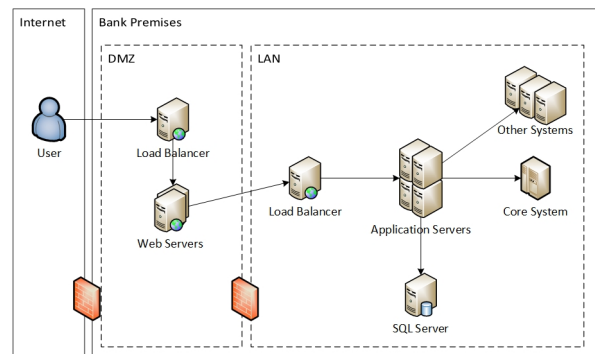 Internet
Bank Premises
DMZ
LAN
User
Load Balancer
Web Servers
Load Balancer
Application Servers
Other Systems
Core System
SQL Server